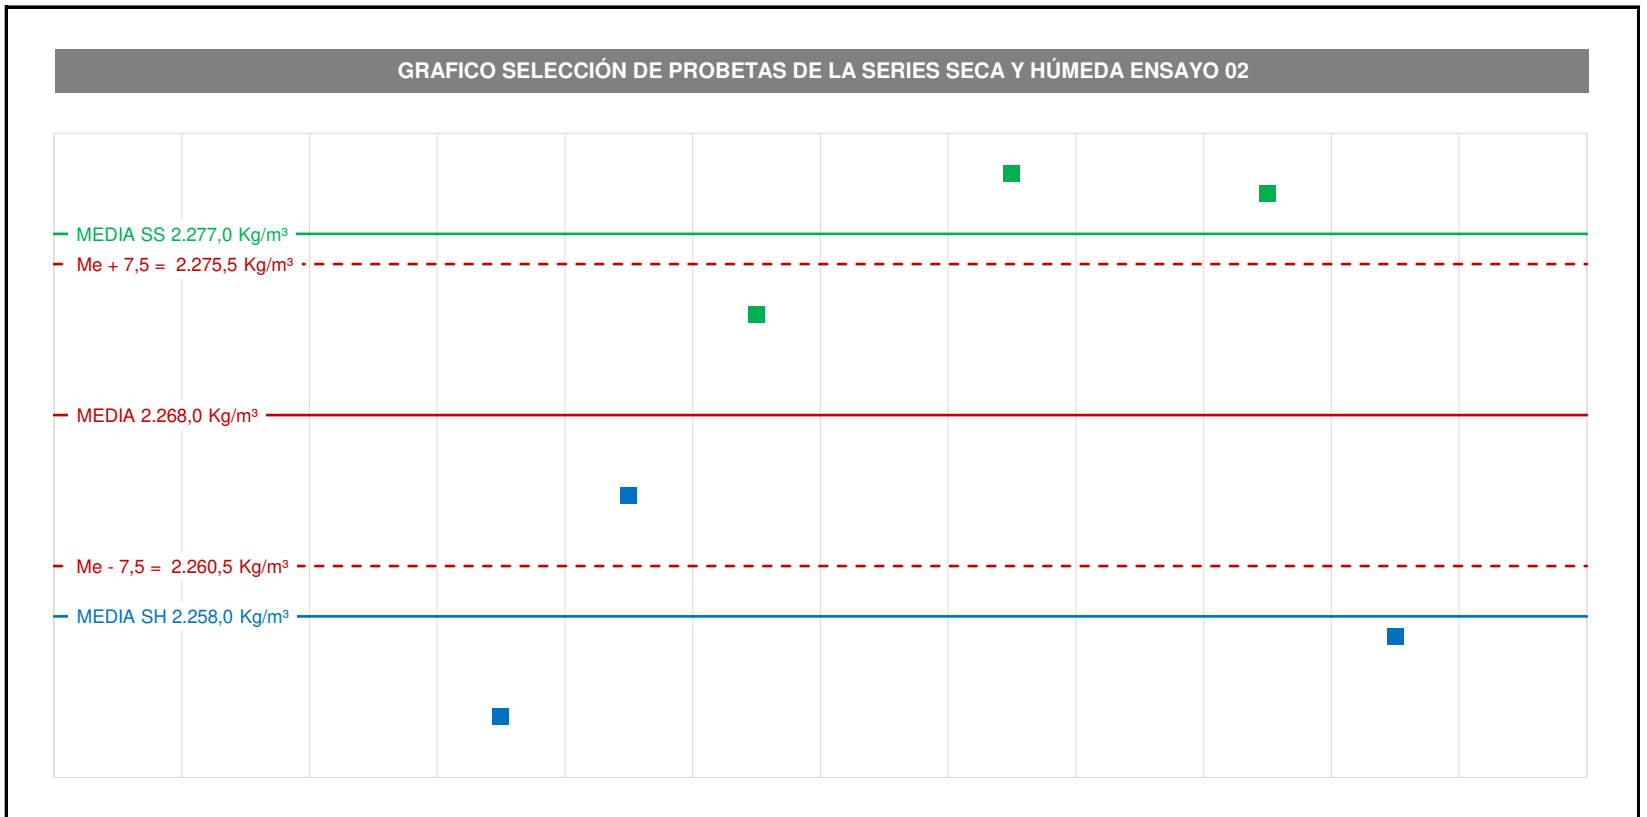 GRAFICO SELECCIÓN DE PROBETAS DE LA SERIES SECA Y HÚMEDA ENSAYO 02
MEDIA SS 2.277,0 Kg/m³
Me + 7,5 = 2.275,5 Kg/m³
MEDIA 2.268,0 Kg/m³
Me - 7,5 = 2.260,5 Kg/m³
MEDIA SH 2.258,0 Kg/m³